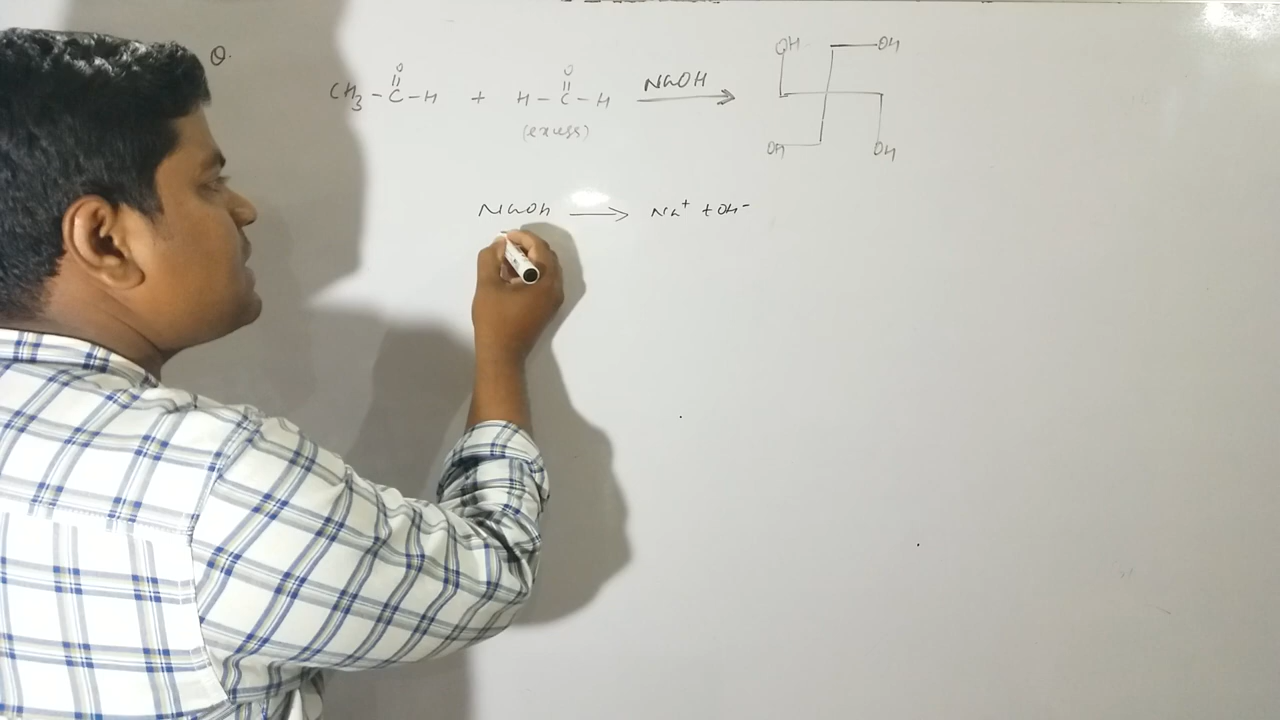 Q.
O O OH OH
CH3 - C - H + H - C - H NaOH
(excess)
OH OH
NaOH → Na+ + OH-